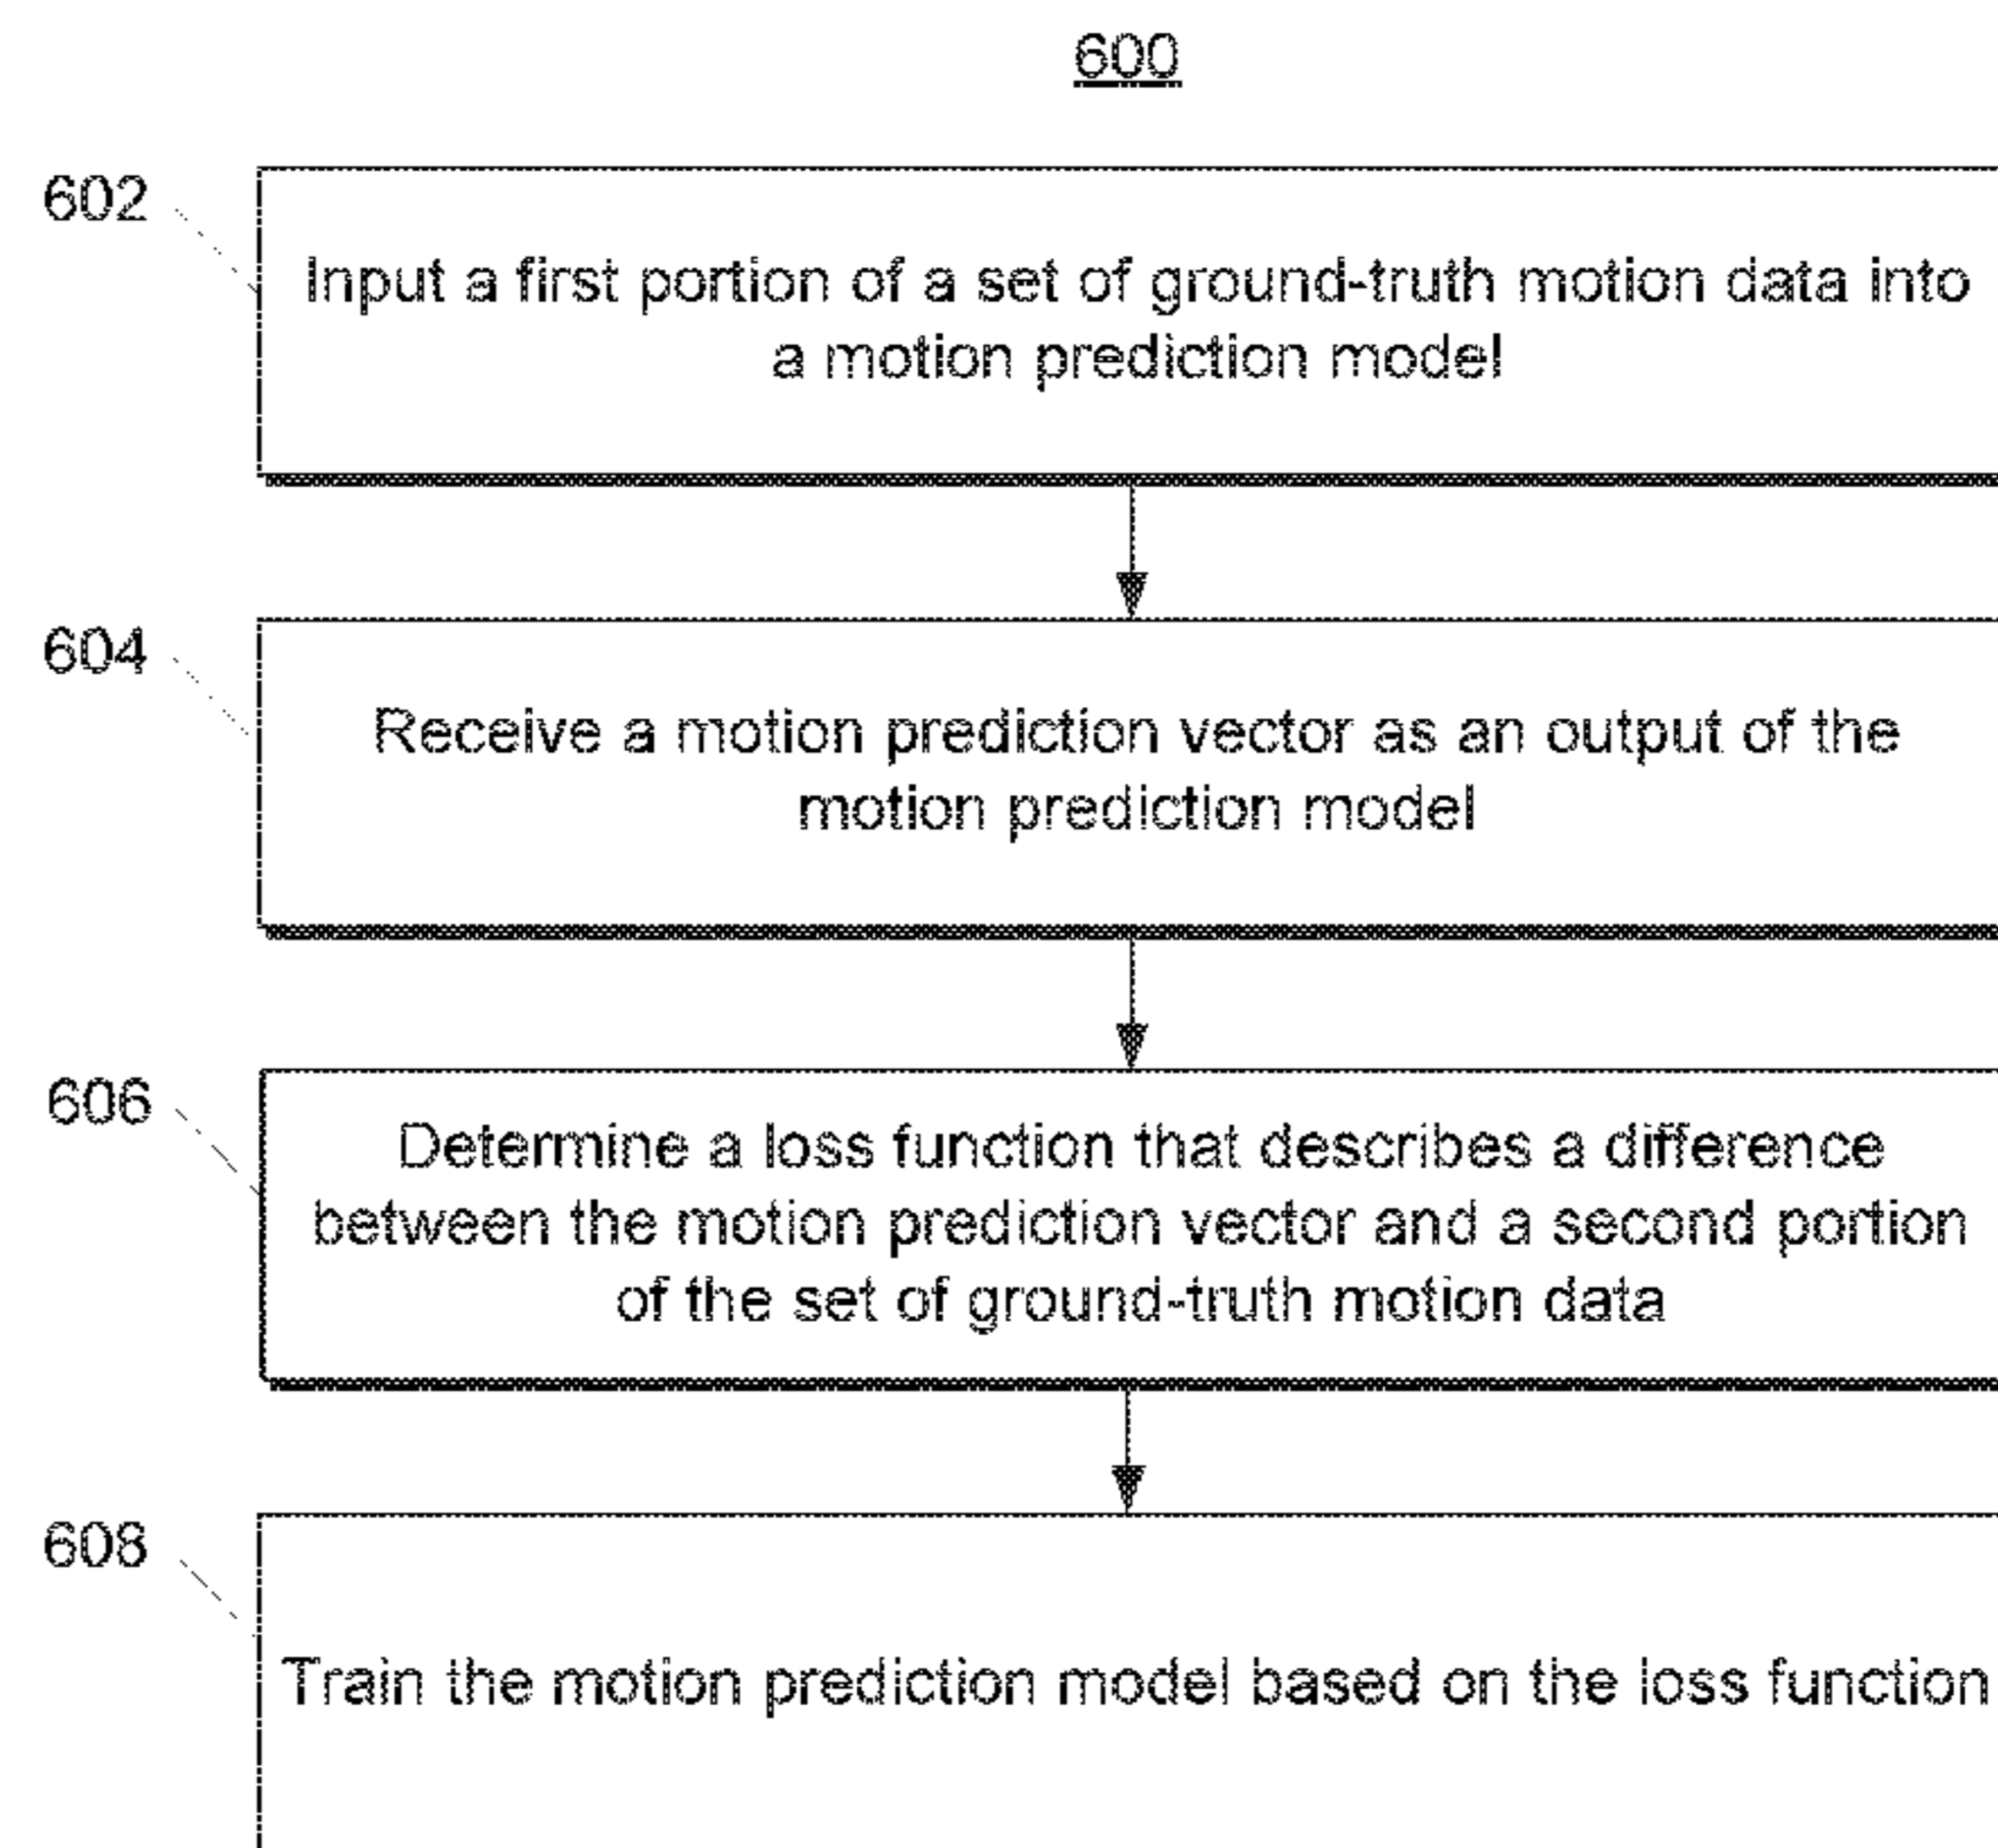 600
602
Input a first portion of a set of ground-truth motion data into
a motion prediction model
604
Receive a motion prediction vector as an output of the
motion prediction model
606
Determine a loss function that describes a difference
between the motion prediction vector and a second portion
of the set of ground-truth motion data
608
Train the motion prediction model based on the loss function